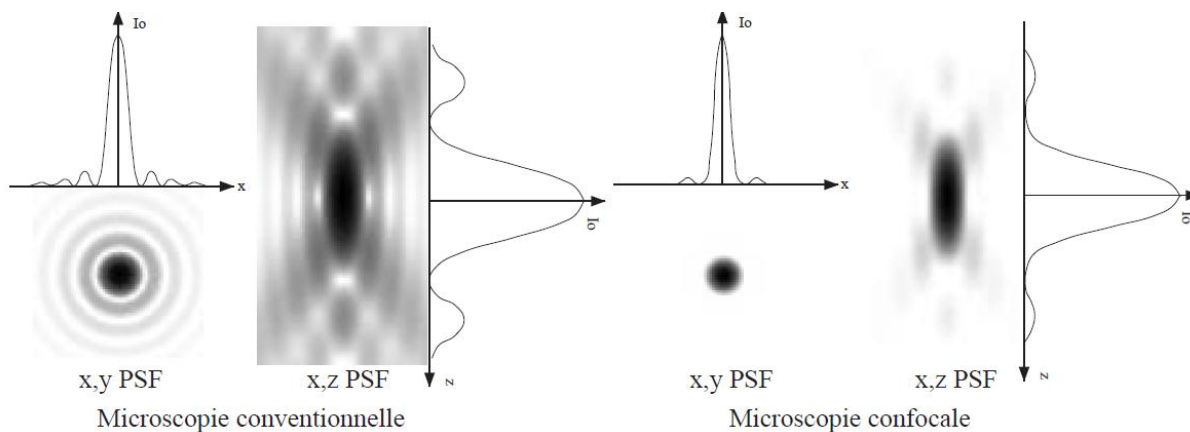 Io
x
x,y PSF
Io
z
x,z PSF
Microscopie conventionnelle
Io
x
x,y PSF
Io
z
x,z PSF
Microscopie confocale